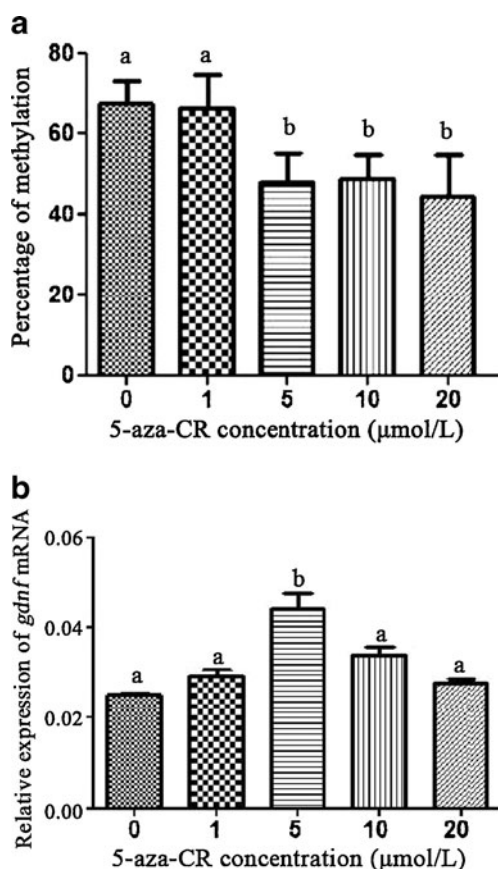 a
Percentage of methylation
80
60
40
20
0
a a b b b
0 1 5 10 20
5-aza-CR concentration (μmol/L)
b
Relative expression of gdnf mRNA
0.06
0.04
0.02
0.00
a a b a a
0 1 5 10 20
5-aza-CR concentration (μmol/L)